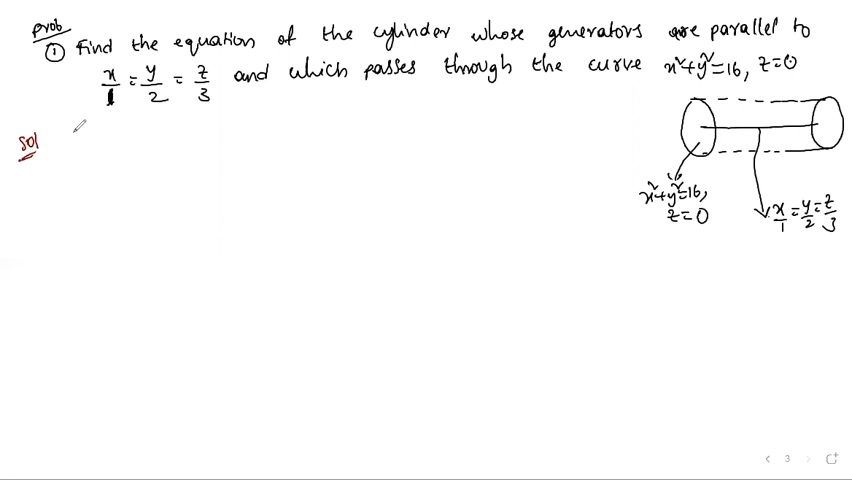 prob
① Find the equation of the cylinder whose generators are parallel to
x/1 = y/2 = z/3 and which passes through the curve x²+y²=16, z=0
Sol
x²+y²=16,
z=0
x/1=y/2=z/3
3